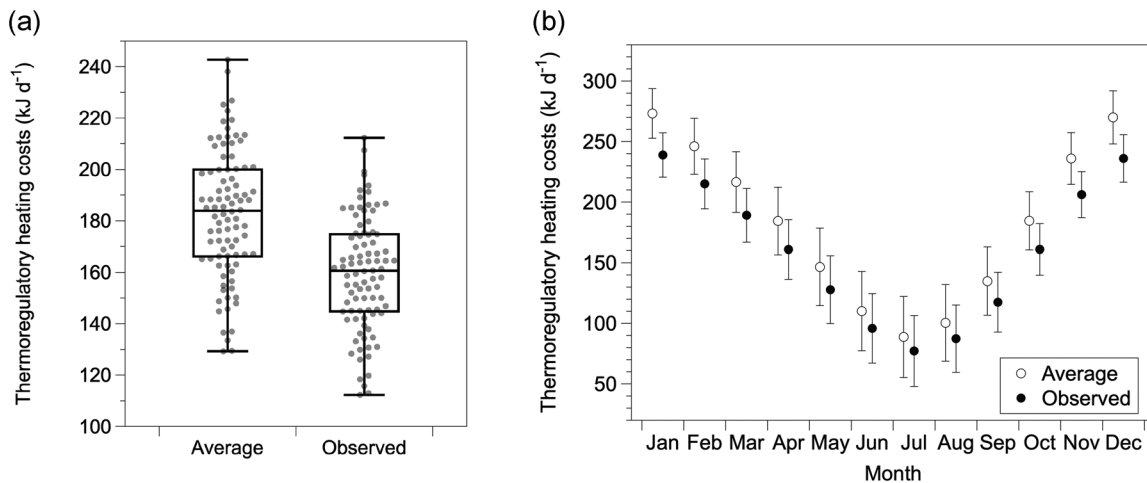 (a)
Thermoregulatory heating costs (kJ d⁻¹)
240
220
200
180
160
140
120
100
Average
Observed
(b)
Thermoregulatory heating costs (kJ d⁻¹)
300
250
200
150
100
50
Average
Observed
Jan Feb Mar Apr May Jun Jul Aug Sep Oct Nov Dec
Month